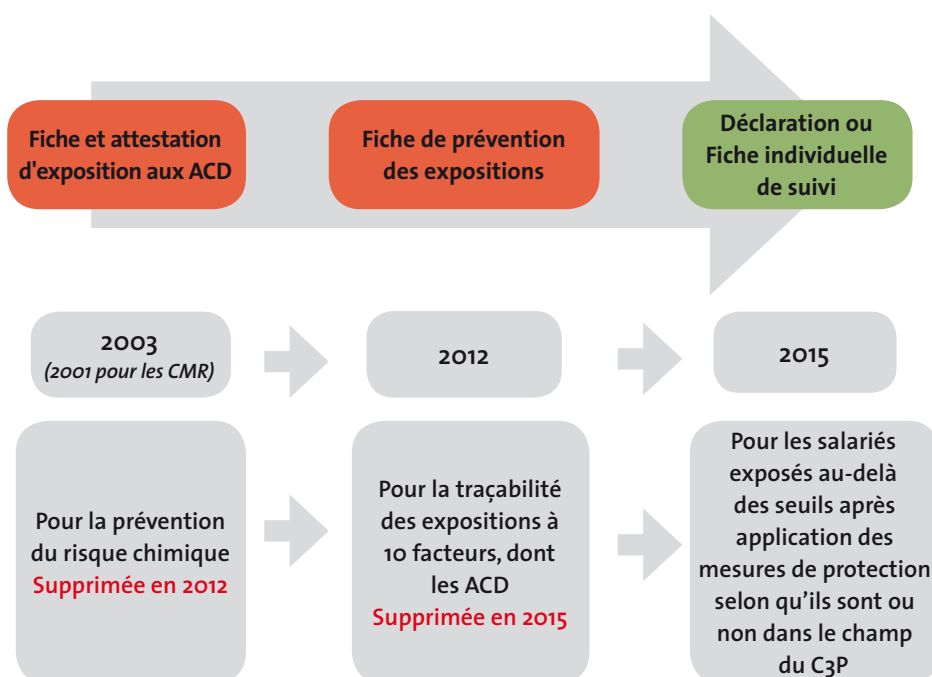 Fiche et attestation
d'exposition aux ACD
Fiche de prévention
des expositions
Déclaration ou
Fiche individuelle
de suivi
2003
(2001 pour les CMR)
2012
2015
Pour la prévention
du risque chimique
Supprimée en 2012
Pour la traçabilité
des expositions à
10 facteurs, dont
les ACD
Supprimée en 2015
Pour les salariés
exposés au-delà
des seuils après
application des
mesures de protection
selon qu’ils sont ou
non dans le champ
du C3P